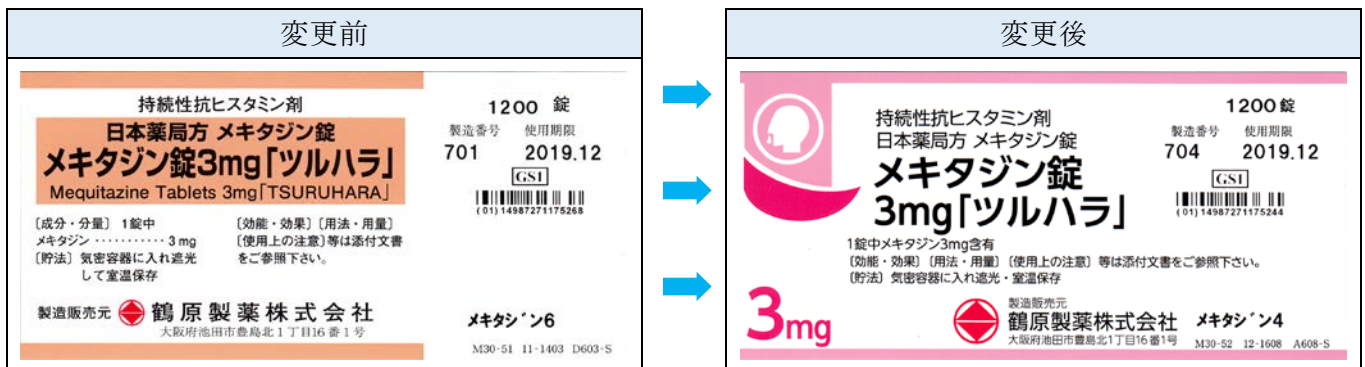 変更前
持続性抗ヒスタミン剤
日本薬局方 メキタジン錠
メキタジン錠3mg「ツルハラ」
Mequitazine Tablets 3mg「TSURUHARA」
〔成分・分量〕 1錠中
メキタジン ‥‥‥‥‥ 3mg
〔貯法〕 気密容器に入れ遮光
して室温保存
〔効能・効果〕〔用法・用量〕
〔使用上の注意〕等は添付文書
をご参照下さい。
製造販売元 鶴原製薬株式会社
大阪府池田市豊島北1丁目16番1号
1200 錠
製造番号 使用期限
701 2019.12
GS1
(01)14987271175268
メキタジン6
M30-51 11-1403 D603-S
変更後
持続性抗ヒスタミン剤
日本薬局方 メキタジン錠
メキタジン錠
3mg「ツルハラ」
1錠中メキタジン3mg含有
〔効能・効果〕〔用法・用量〕〔使用上の注意〕等は添付文書をご参照下さい。
〔貯法〕気密容器に入れ遮光・室温保存
3mg
製造販売元
鶴原製薬株式会社
大阪府池田市豊島北1丁目16番1号
1200錠
製造番号 使用期限
704 2019.12
GS1
(01)14987271175244
メキタジン4
M30-52 12-1608 A608-S